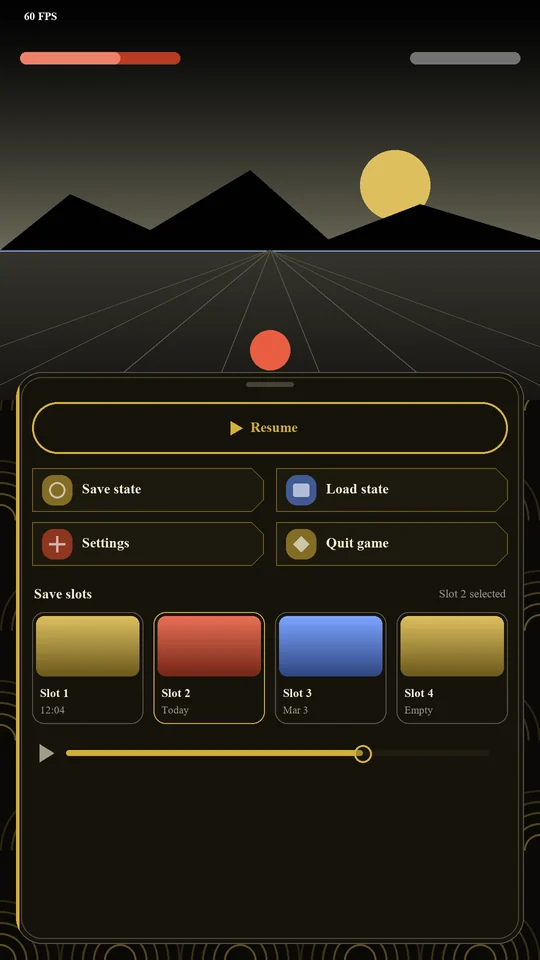 60 FPS
Resume
Save state
Load state
Settings
Quit game
Save slots
Slot 2 selected
Slot 1
12:04
Slot 2
Today
Slot 3
Mar 3
Slot 4
Empty